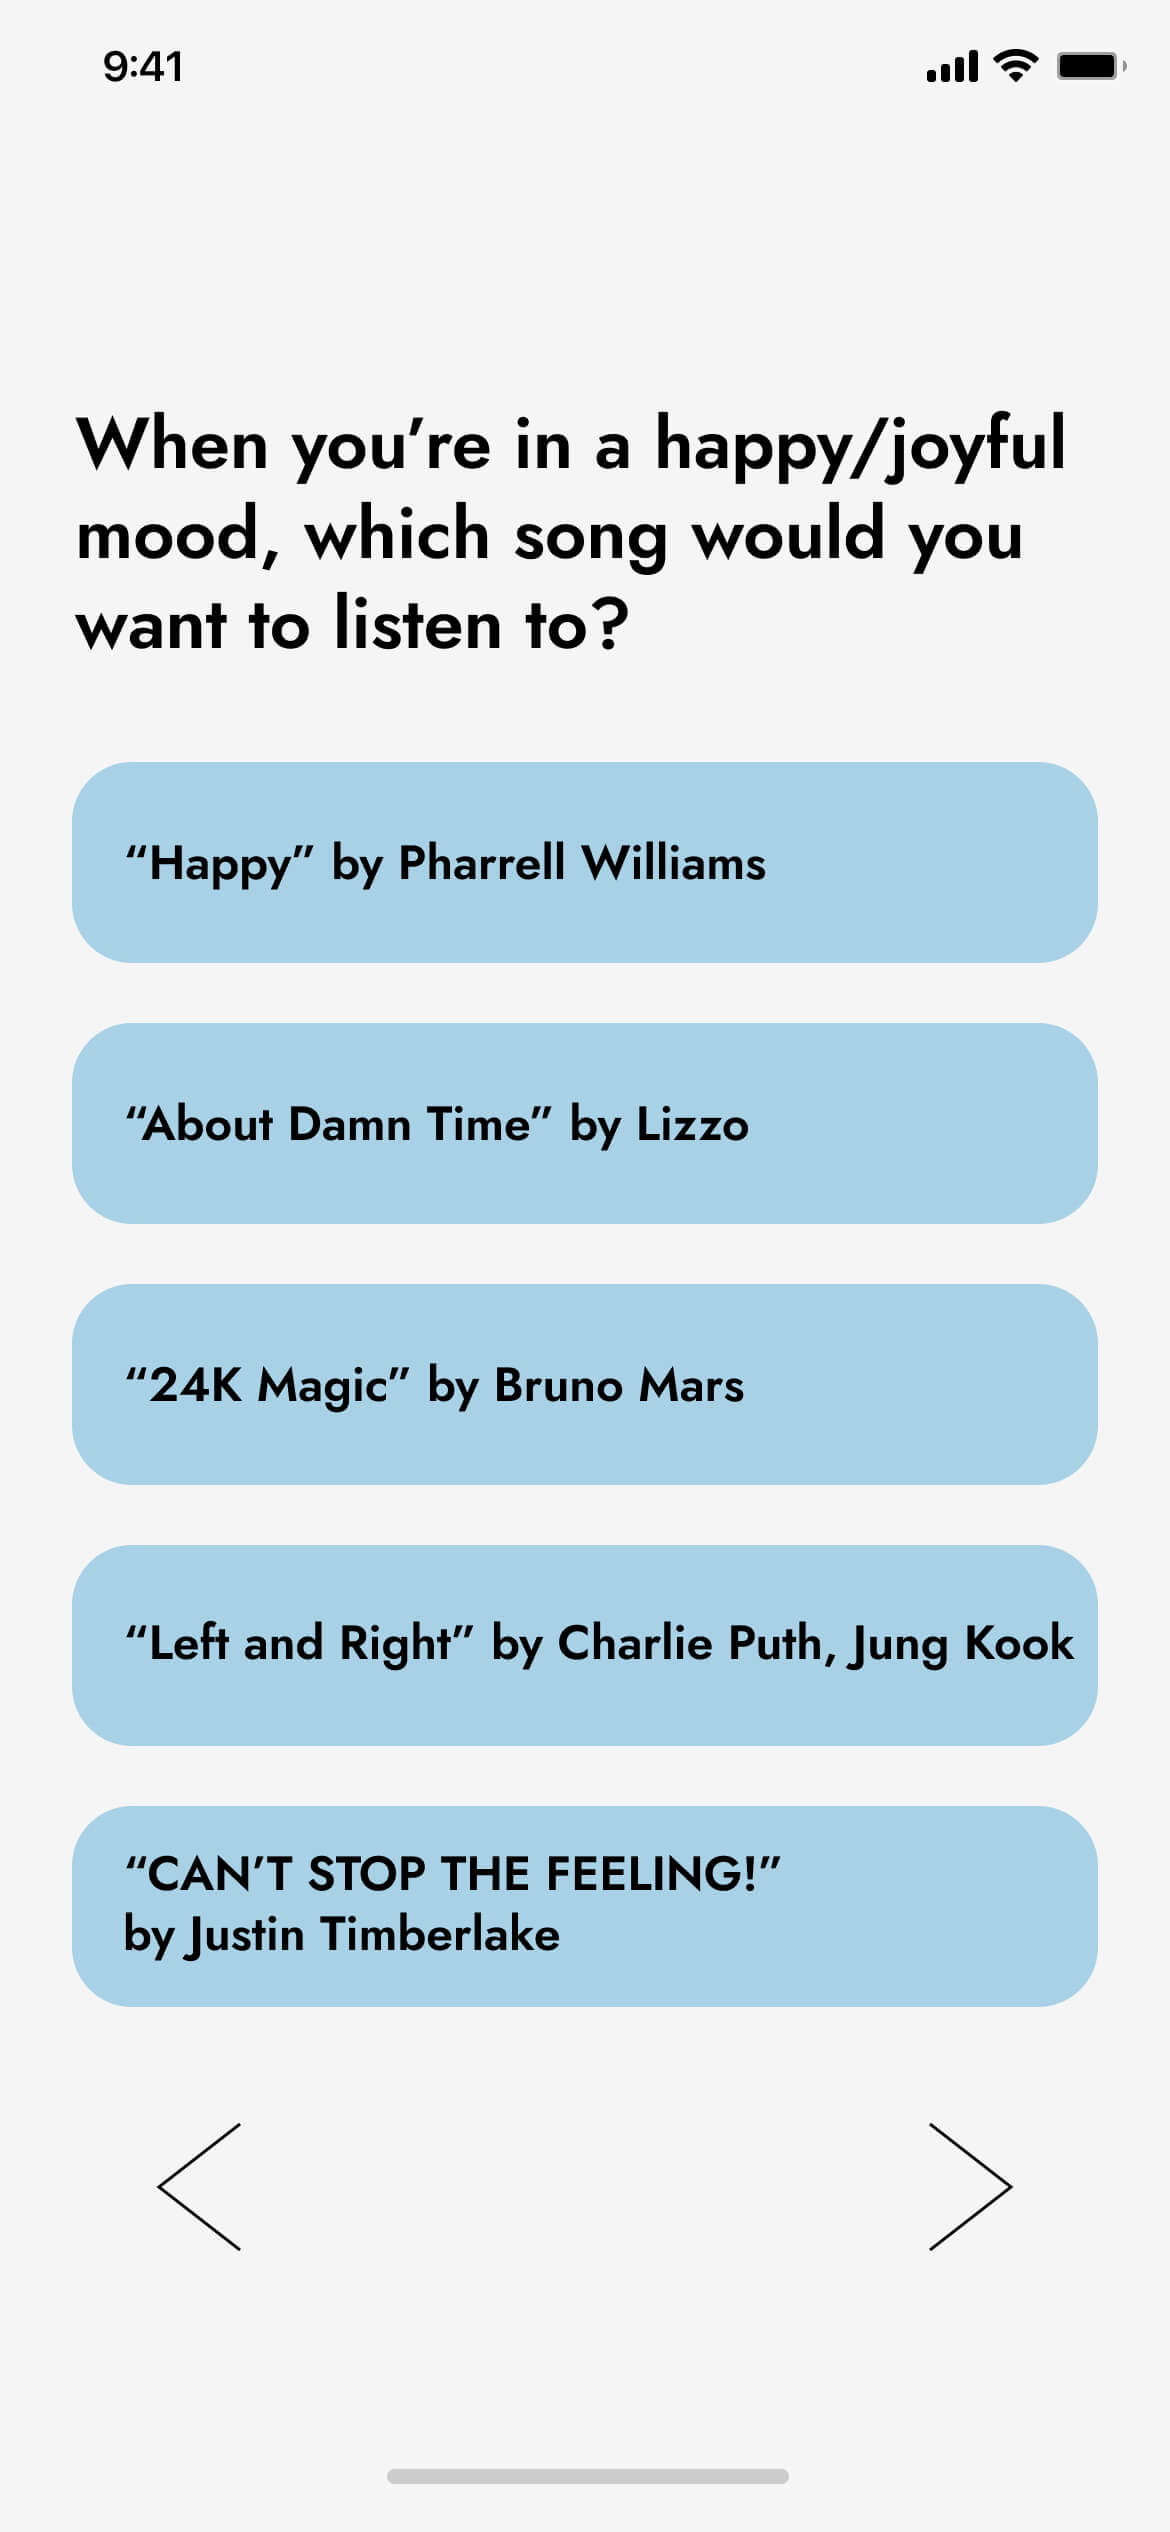 9:41
When you’re in a happy/joyful
mood, which song would you
want to listen to?
“Happy” by Pharrell Williams
“About Damn Time” by Lizzo
“24K Magic” by Bruno Mars
“Left and Right” by Charlie Puth, Jung Kook
“CAN’T STOP THE FEELING!”
by Justin Timberlake